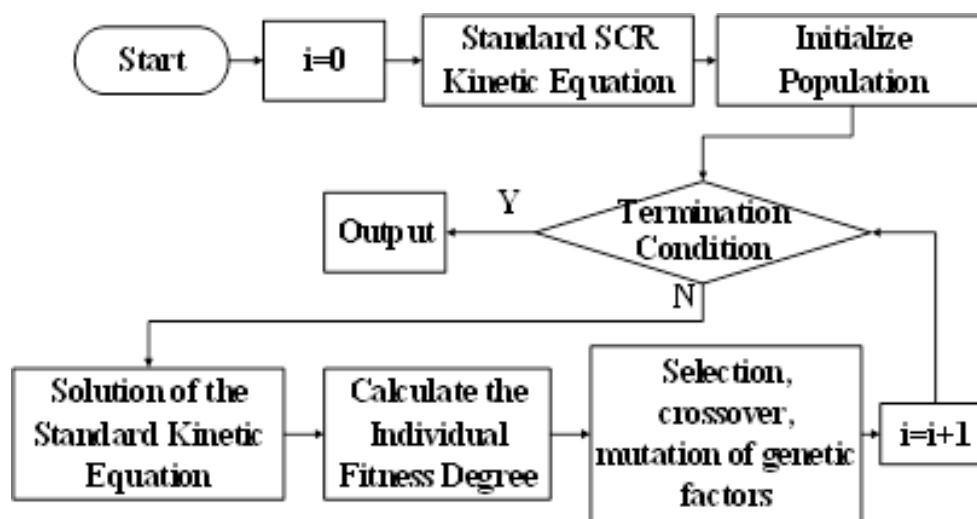 Start
i=0
Standard SCR
Kinetic Equation
Initialize
Population
Termination
Condition
Y
Output
N
Solution of the
Standard Kinetic
Equation
Calculate the
Individual
Fitness Degree
Selection,
crossover,
mutation of genetic
factors
i=i+1